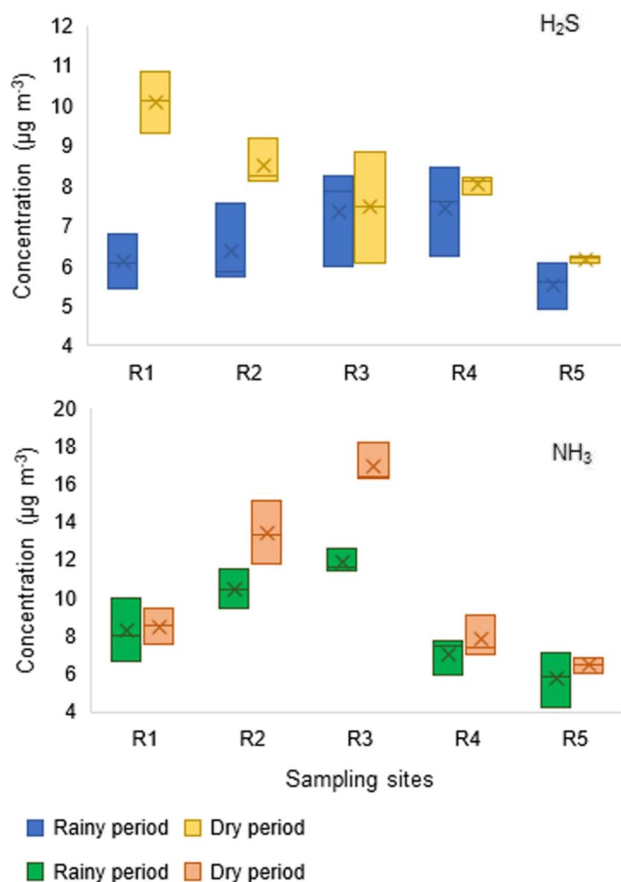 H₂S
Concentration (µg m⁻³)
12
11
10
9
8
7
6
5
4
R1 R2 R3 R4 R5
NH₃
Concentration (µg m⁻³)
20
18
16
14
12
10
8
6
4
R1 R2 R3 R4 R5
Sampling sites
Rainy period Dry period
Rainy period Dry period